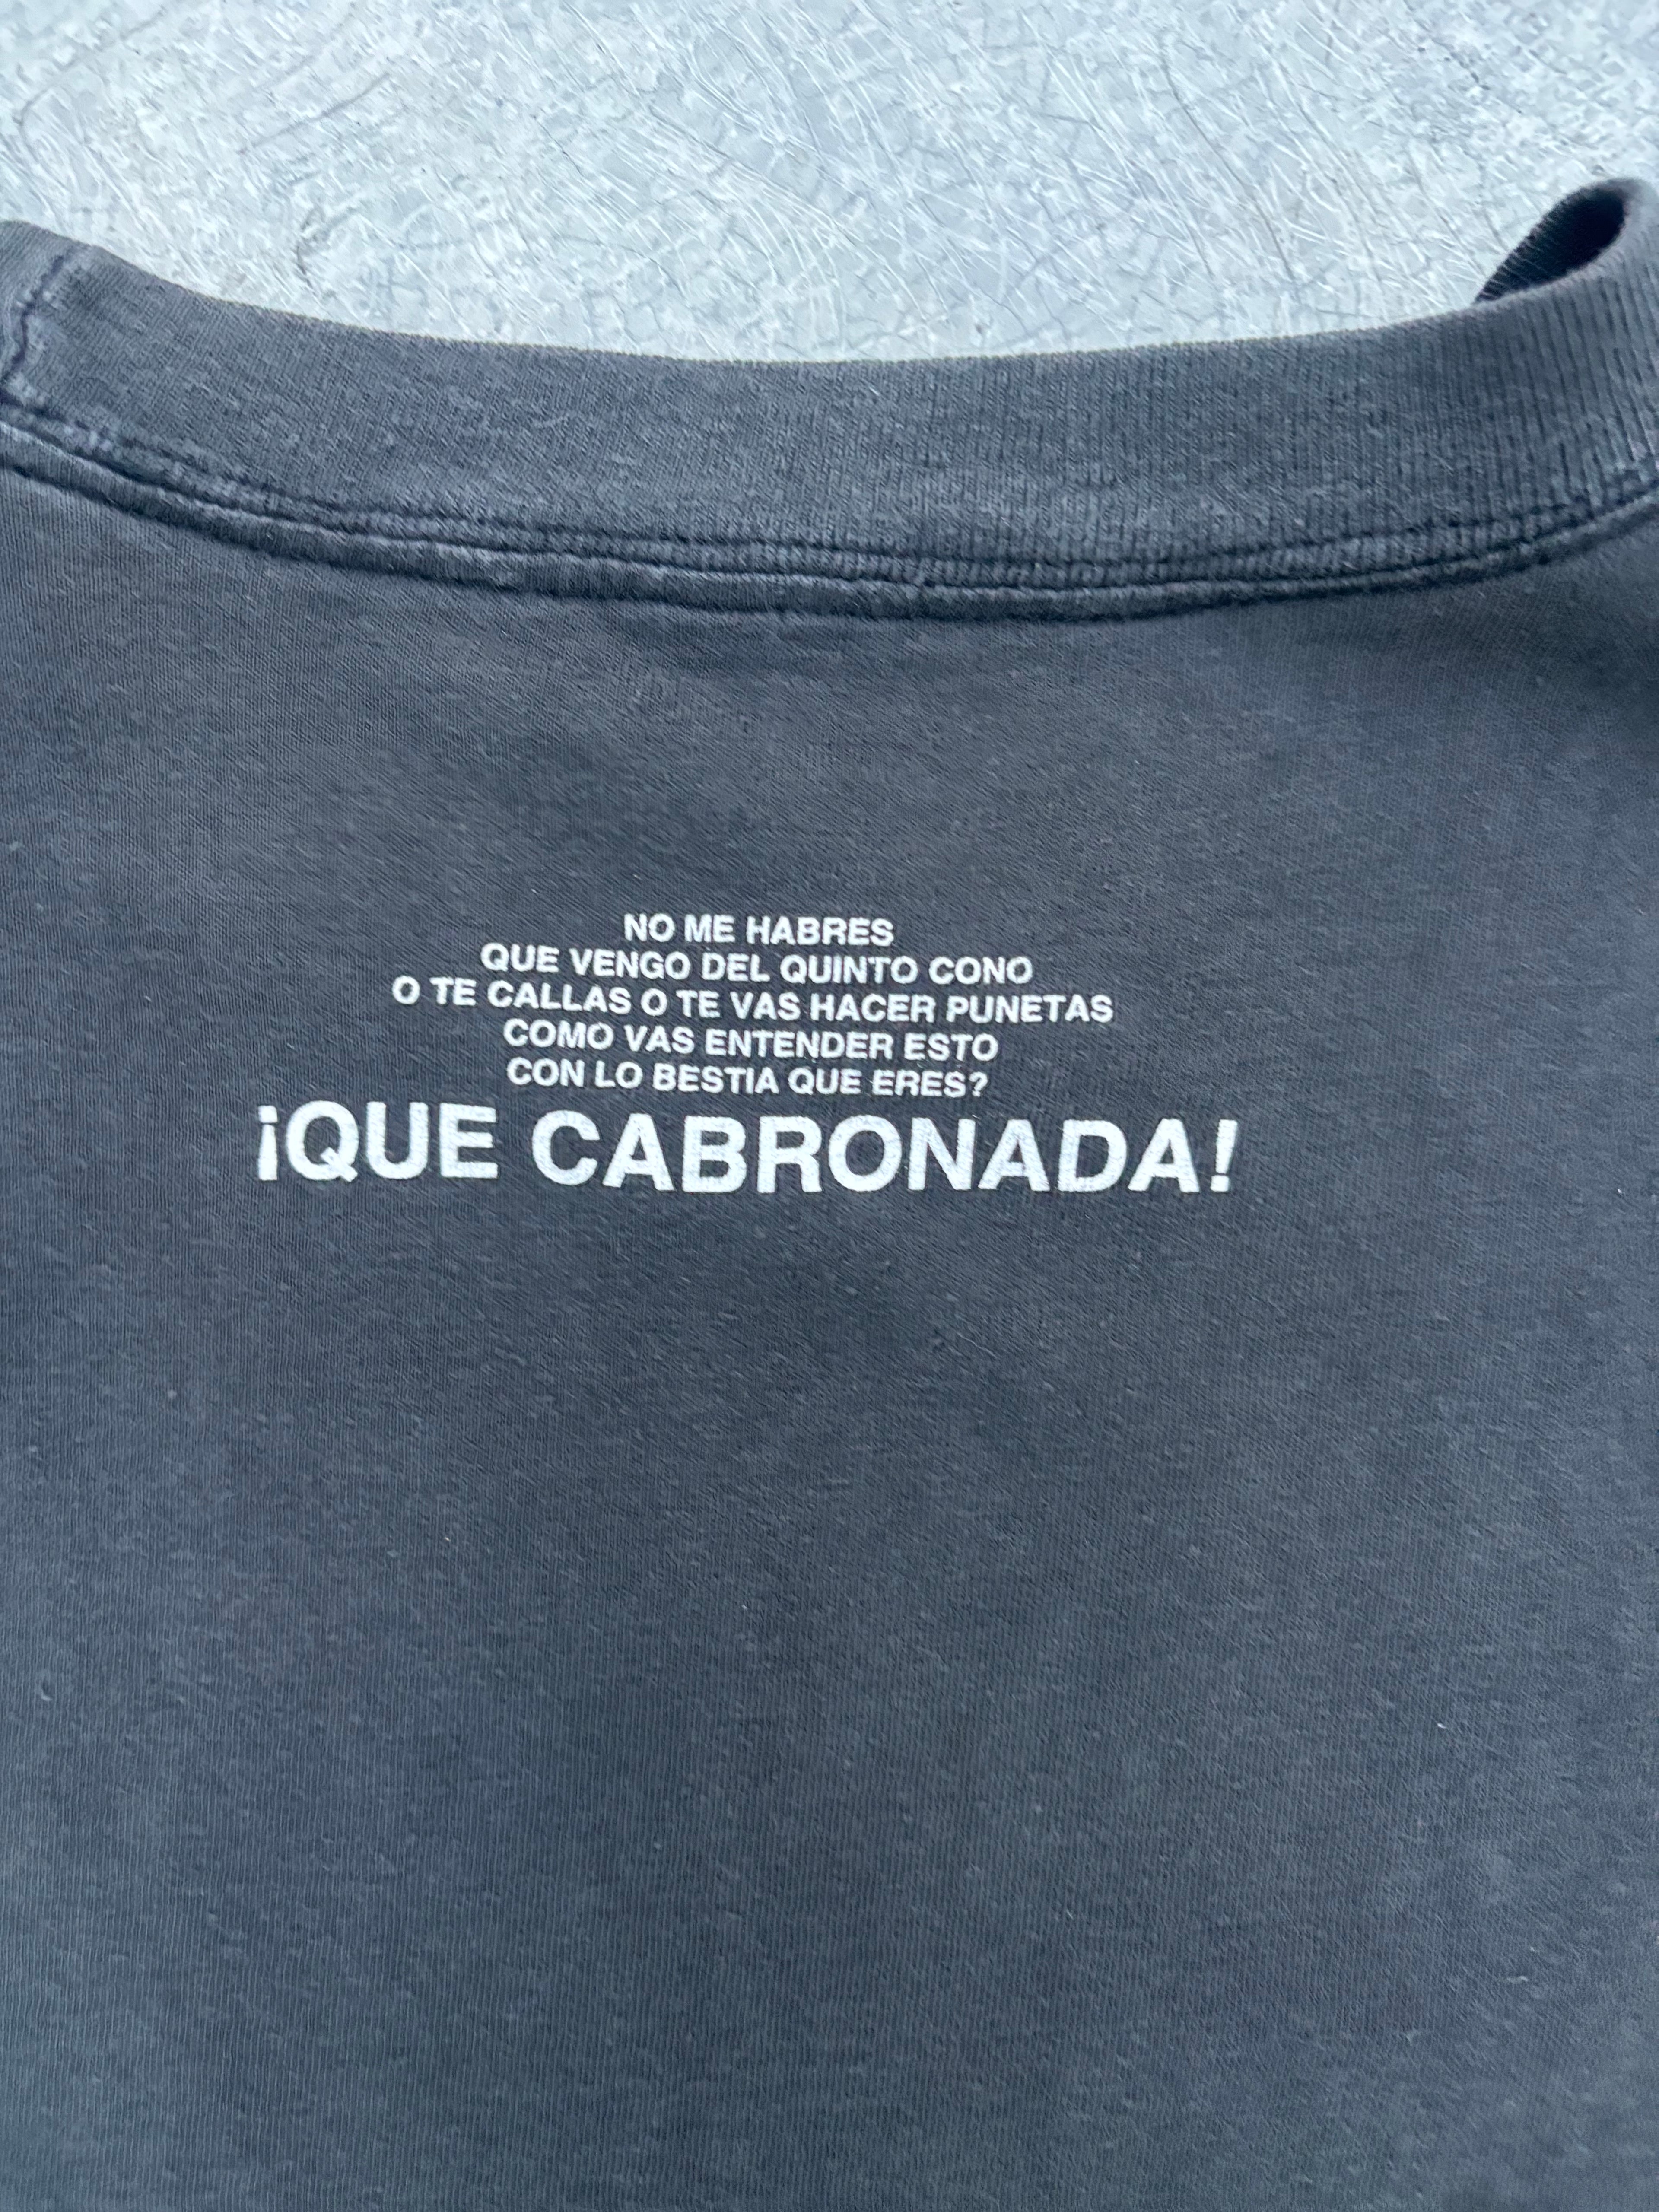 NO ME HABRES
QUE VENGO DEL QUINTO CONO
O TE CALLAS O TE VAS HACER PUNETAS
COMO VAS ENTENDER ESTO
CON LO BESTIA QUE ERES?
¡QUE CABRONADA!